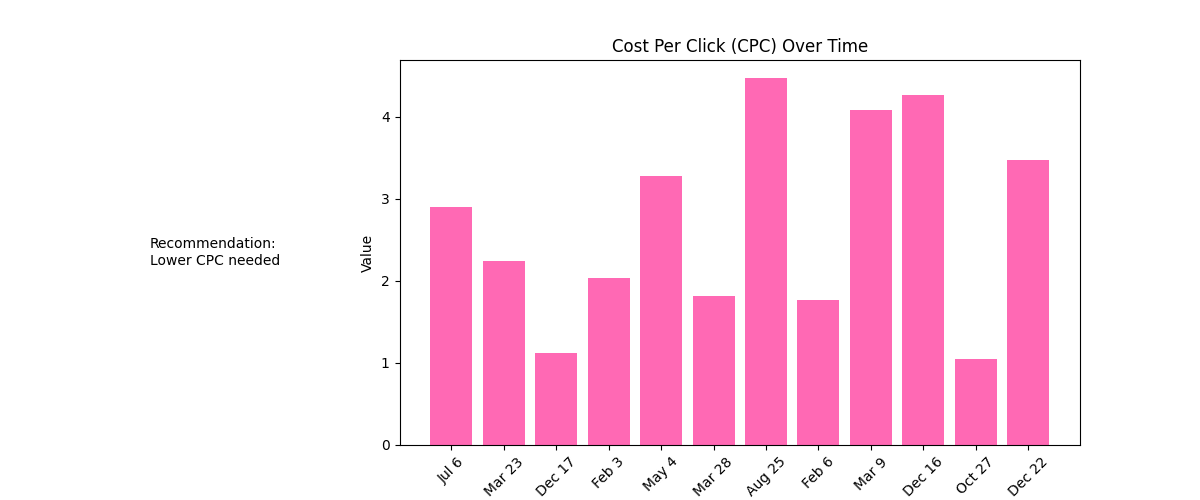 Cost Per Click (CPC) Over Time
Recommendation:
Lower CPC needed
Value
4
3
2
1
0
Jul 6
Mar 23
Dec 17
Feb 3
May 4
Mar 28
Aug 25
Feb 6
Mar 9
Dec 16
Oct 27
Dec 22